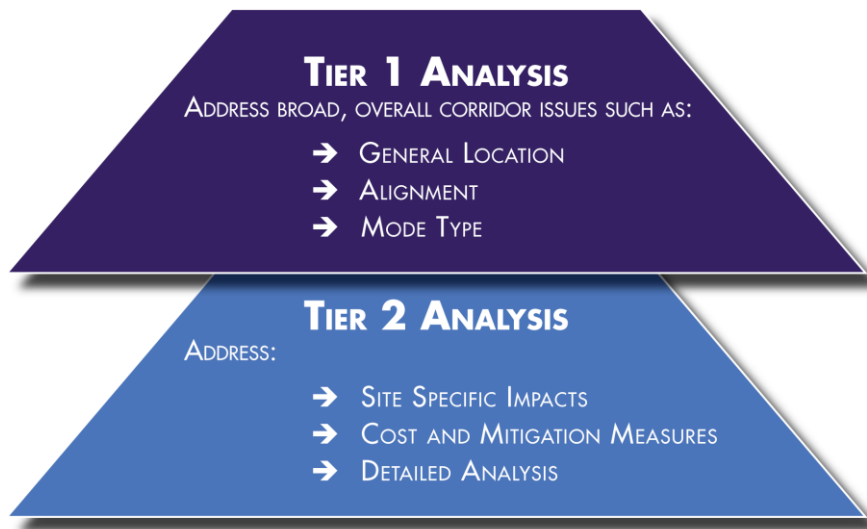 Tier 1 Analysis
Address broad, overall corridor issues such as:
→ General Location
→ Alignment
→ Mode Type
Tier 2 Analysis
Address:
→ Site Specific Impacts
→ Cost and Mitigation Measures
→ Detailed Analysis